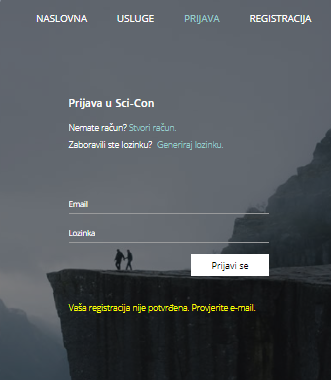 NASLOVNA USLUGE PRIJAVA REGISTRACIJA
Prijava u Sci-Con
Nemate račun? Stvori račun.
Zaboravili ste lozinku? Generiraj lozinku.
Email
Lozinka
Prijavi se
Vaša registracija nije potvrđena. Provjerite e-mail.